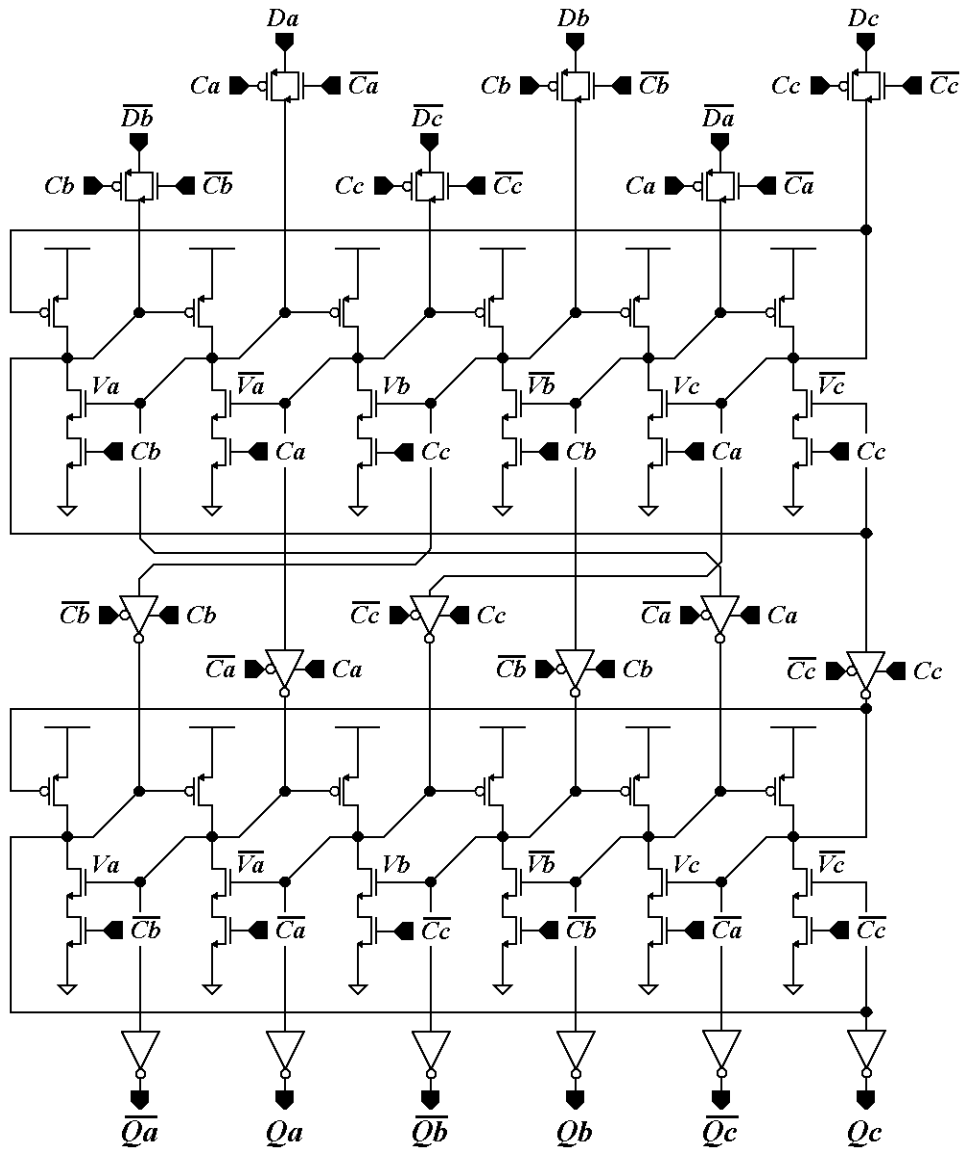 Da Db Dc
Ca C̅a̅ Cb C̅b̅ Cc C̅c̅
D̅b̅ D̅c̅ D̅a̅
Cb C̅b̅ Cc C̅c̅ Ca C̅a̅
Va V̅a̅ Vb V̅b̅ Vc V̅c̅
Cb Ca Cc Cb Ca Cc
C̅b̅ Cb C̅c̅ Cc C̅a̅ Ca
C̅a̅ Ca C̅b̅ Cb C̅c̅ Cc
Va V̅a̅ Vb V̅b̅ Vc V̅c̅
C̅b̅ C̅a̅ C̅c̅ C̅b̅ C̅a̅ C̅c̅
Q̅a̅ Qa Q̅b̅ Qb Q̅c̅ Qc